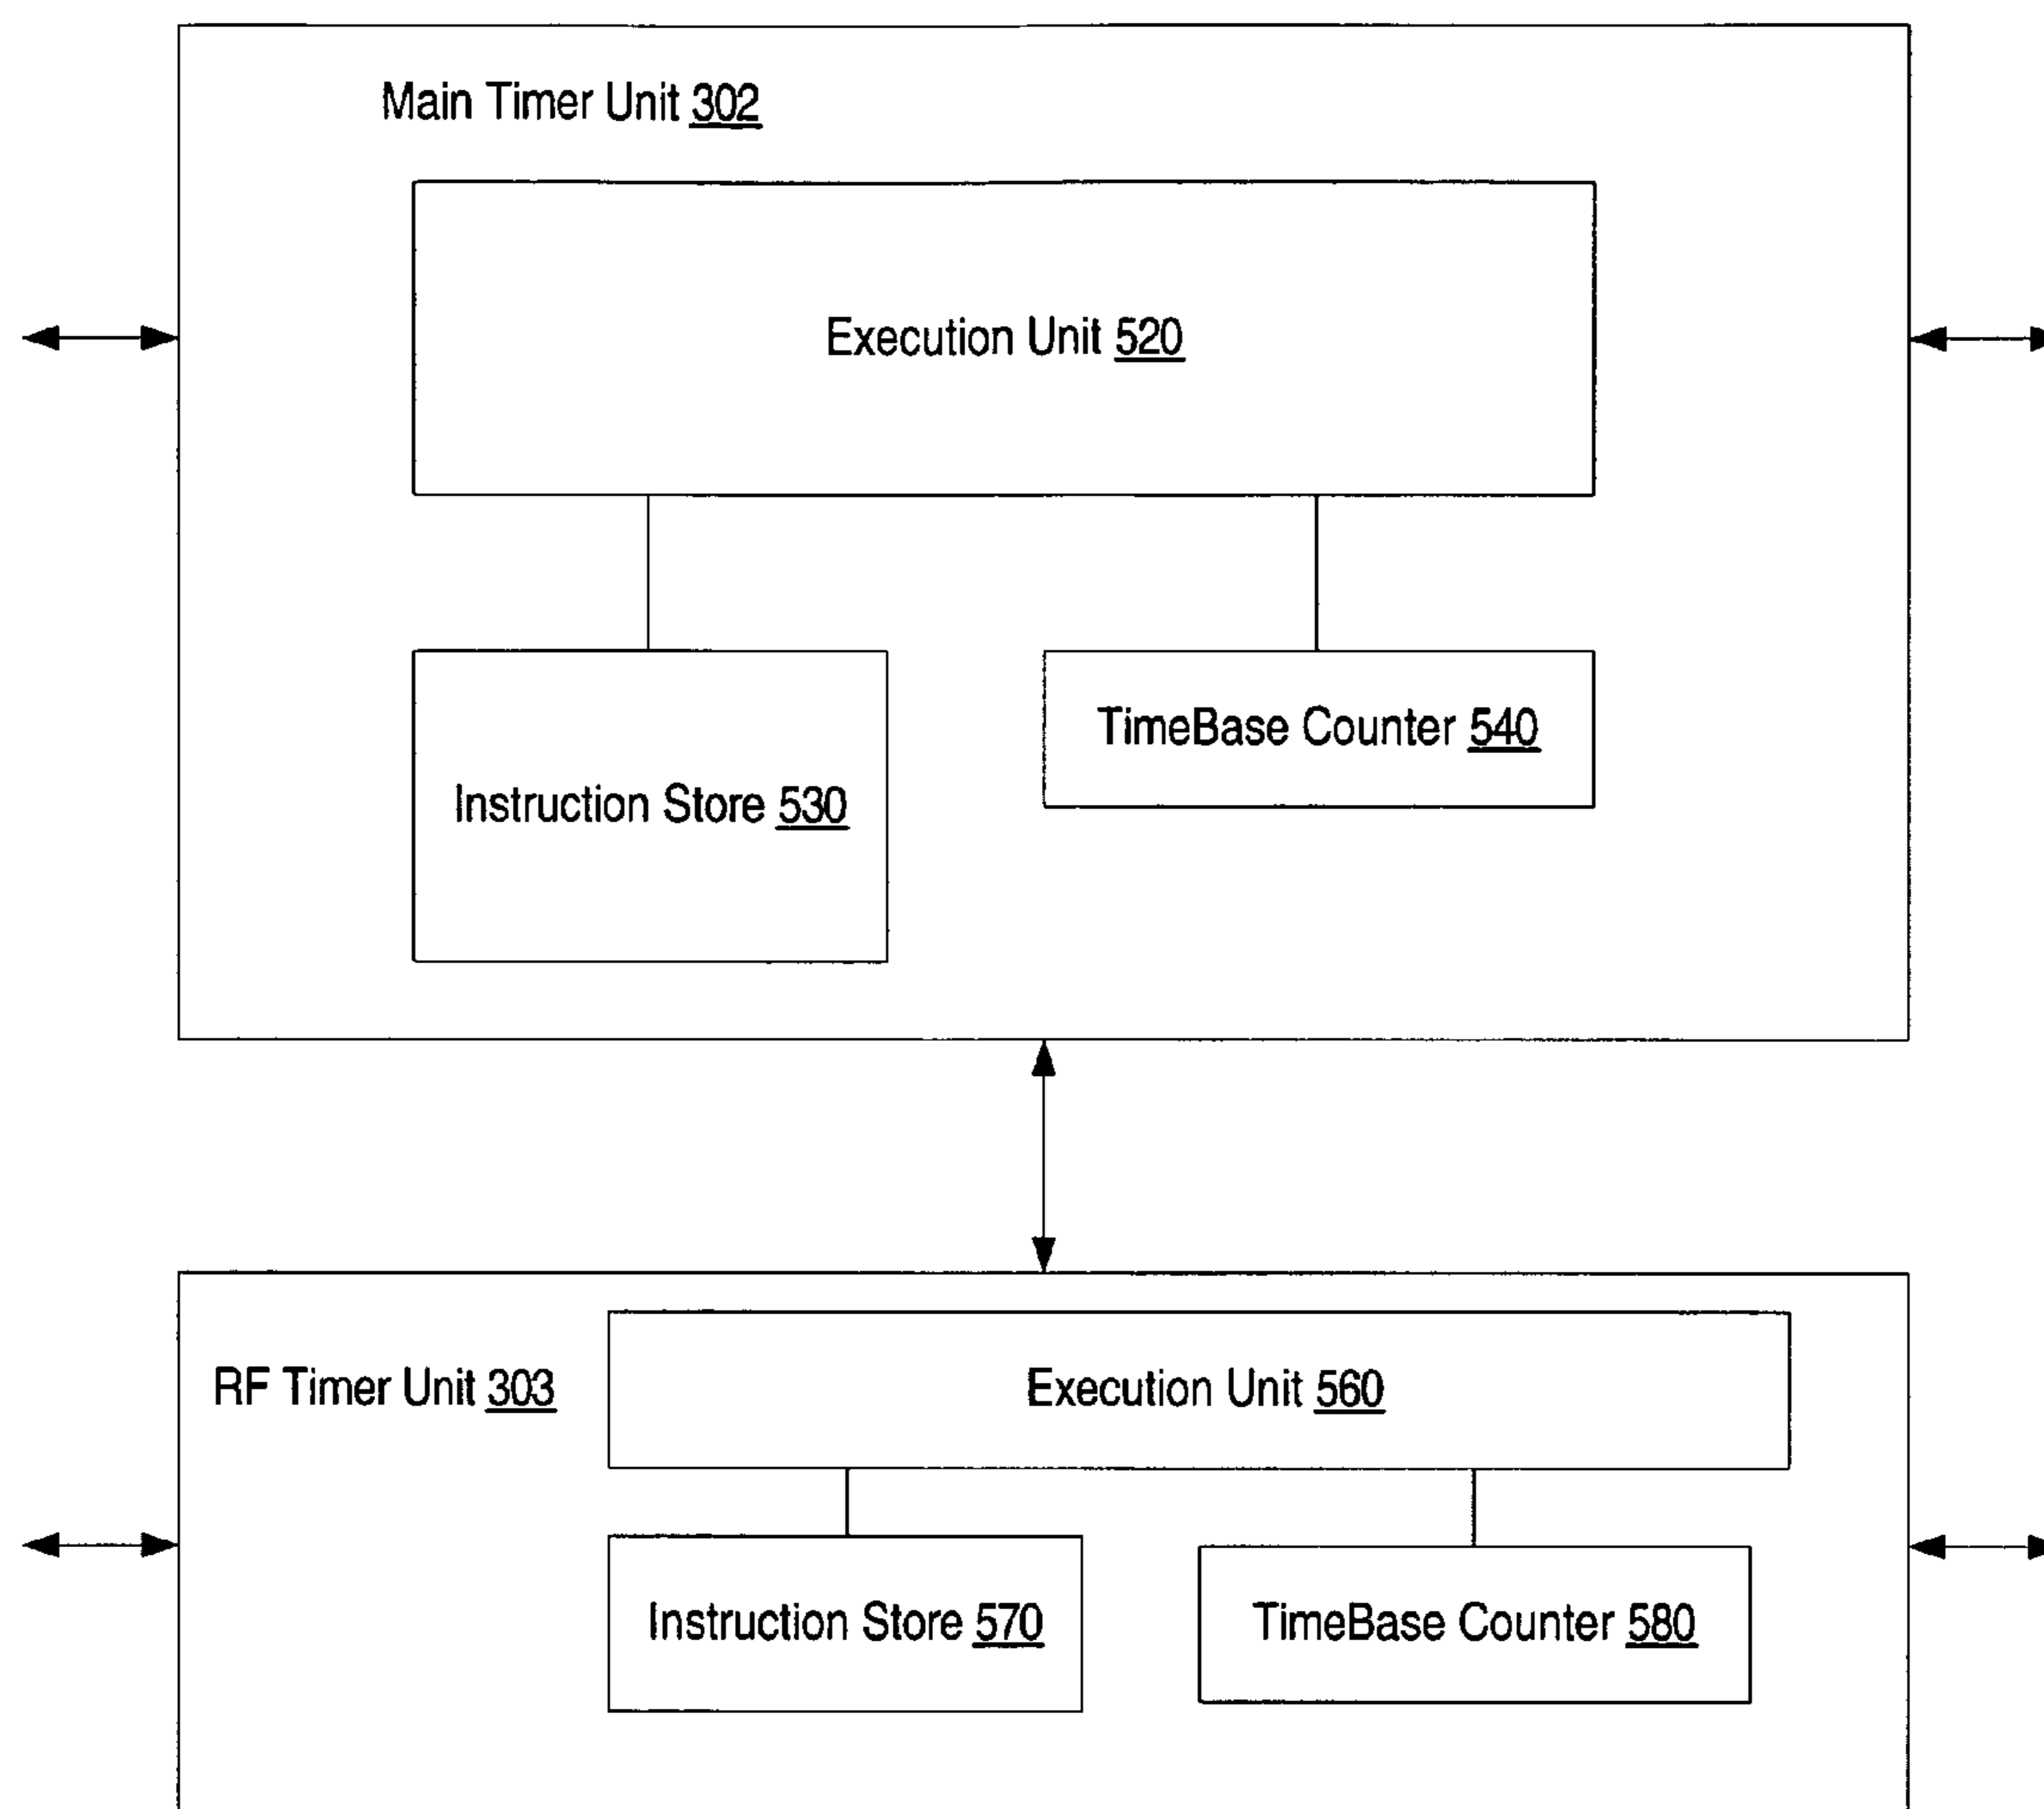 Main Timer Unit 302
Execution Unit 520
TimeBase Counter 540
Instruction Store 530
RF Timer Unit 303
Execution Unit 560
Instruction Store 570
TimeBase Counter 580